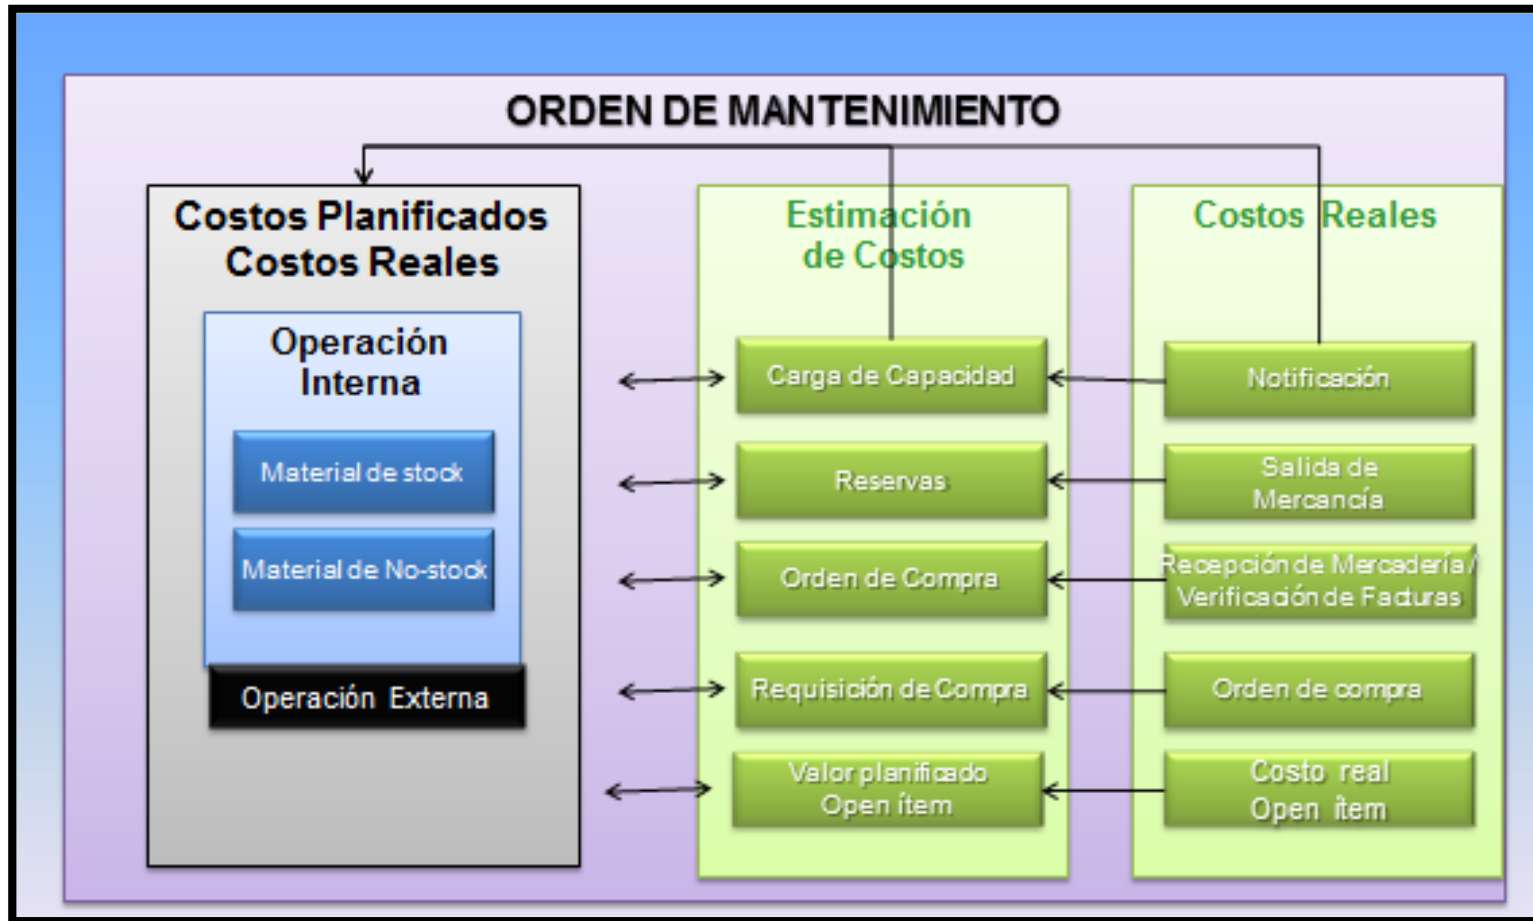 ORDEN DE MANTENIMIENTO
Costos Planificados
Costos Reales
Operación
Interna
Material de stock
Material de No-stock
Operación Externa
Estimación
de Costos
Carga de Capacidad
Reservas
Orden de Compra
Requisición de Compra
Valor planificado
Open ítem
Costos Reales
Notificación
Salida de
Mercancía
Recepción de Mercadería /
Verificación de Facturas
Orden de compra
Costo real
Open ítem